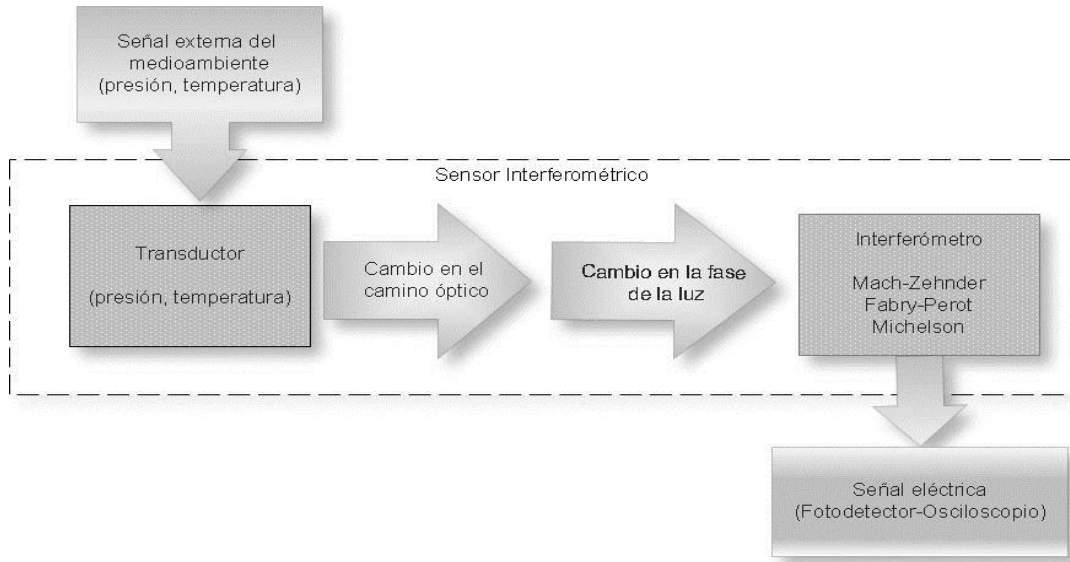 Señal externa del
medioambiente
(presión, temperatura)
Sensor Interferométrico
Transductor
(presión, temperatura)
Cambio en el
camino óptico
Cambio en la fase
de la luz
Interferómetro
Mach-Zehnder
Fabry-Perot
Michelson
Señal eléctrica
(Fotodetector-Osciloscopio)